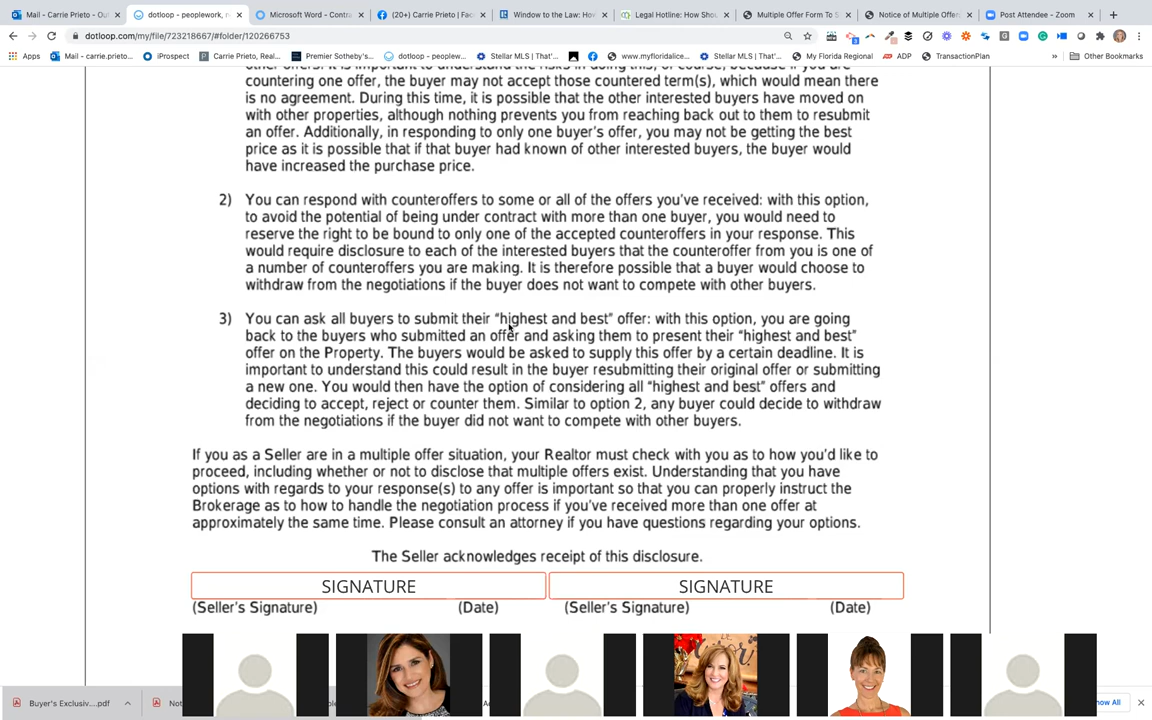 Mail - Carrie Prieto - Out
dotloop - peoplework, n
Microsoft Word - Contra
(20+) Carrie Prieto | Fac
Window to the Law: Ho
Legal Hotline: How Shou
Multiple Offer Form To S
Notice of Multiple Offer
Post Attendee - Zoom
dotloop.com/my/file/723218667/#folder/120266753
Apps
Mail - carrie.prieto...
iProspect
Carrie Prieto, Real...
Premier Sotheby's...
dotloop - peoplew...
Stellar MLS | That'...
www.myfloridalice...
Stellar MLS | That'...
My Florida Regional
ADP
TransactionPlan
Other Bookmarks
countering one offer, the buyer may not accept those countered term(s), which would mean there
is no agreement. During this time, it is possible that the other interested buyers have moved on
with other properties, although nothing prevents you from reaching back out to them to resubmit
an offer. Additionally, in responding to only one buyer's offer, you may not be getting the best
price as it is possible that if that buyer had known of other interested buyers, the buyer would
have increased the purchase price.
2) You can respond with counteroffers to some or all of the offers you've received: with this option,
to avoid the potential of being under contract with more than one buyer, you would need to
reserve the right to be bound to only one of the accepted counteroffers in your response. This
would require disclosure to each of the interested buyers that the counteroffer from you is one of
a number of counteroffers you are making. It is therefore possible that a buyer would choose to
withdraw from the negotiations if the buyer does not want to compete with other buyers.
3) You can ask all buyers to submit their “highest and best” offer: with this option, you are going
back to the buyers who submitted an offer and asking them to present their “highest and best”
offer on the Property. The buyers would be asked to supply this offer by a certain deadline. It is
important to understand this could result in the buyer resubmitting their original offer or submitting
a new one. You would then have the option of considering all “highest and best” offers and
deciding to accept, reject or counter them. Similar to option 2, any buyer could decide to withdraw
from the negotiations if the buyer did not want to compete with other buyers.
If you as a Seller are in a multiple offer situation, your Realtor must check with you as to how you'd like to
proceed, including whether or not to disclose that multiple offers exist. Understanding that you have
options with regards to your response(s) to any offer is important so that you can properly instruct the
Brokerage as to how to handle the negotiation process if you've received more than one offer at
approximately the same time. Please consult an attorney if you have questions regarding your options.
The Seller acknowledges receipt of this disclosure.
SIGNATURE SIGNATURE
(Seller's Signature) (Date) (Seller's Signature) (Date)
Buyer's Exclusiv....pdf
Not